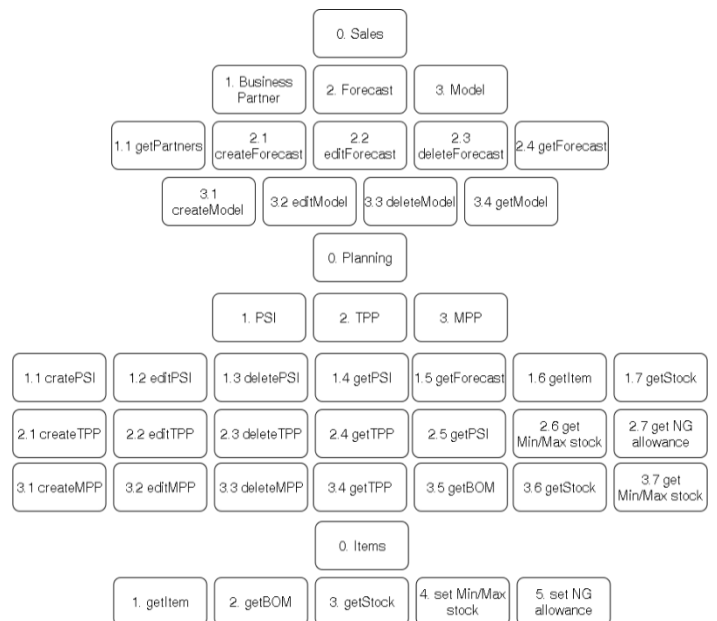 0. Sales
1. Business
Partner
2. Forecast
3. Model
1.1 getPartners
2.1
createForecast
2.2
editForecast
2.3
deleteForecast
2.4 getForecast
3.1
createModel
3.2 editModel
3.3 deleteModel
3.4 getModel
0. Planning
1. PSI
2. TPP
3. MPP
1.1 cratePSI
1.2 editPSI
1.3 deletePSI
1.4 getPSI
1.5 getForecast
1.6 getItem
1.7 getStock
2.1 createTPP
2.2 editTPP
2.3 deleteTPP
2.4 getTPP
2.5 getPSI
2.6 get
Min/Max stock
2.7 get NG
allowance
3.1 createMPP
3.2 editMPP
3.3 deleteMPP
3.4 getTPP
3.5 getBOM
3.6 getStock
3.7 get
Min/Max stock
0. Items
1. getItem
2. getBOM
3. getStock
4. set Min/Max
stock
5. set NG
allowance